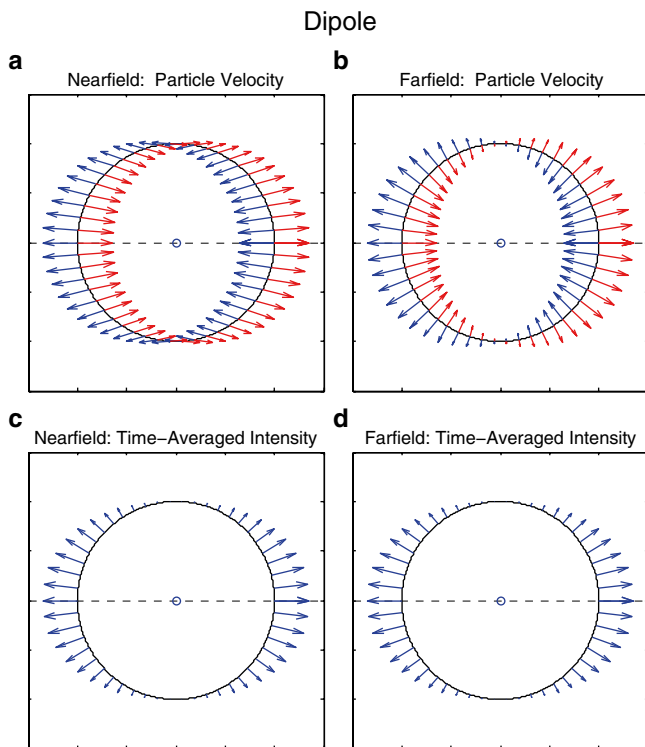 Dipole
a
Nearfield: Particle Velocity
b
Farfield: Particle Velocity
c
Nearfield: Time−Averaged Intensity
d
Farfield: Time−Averaged Intensity